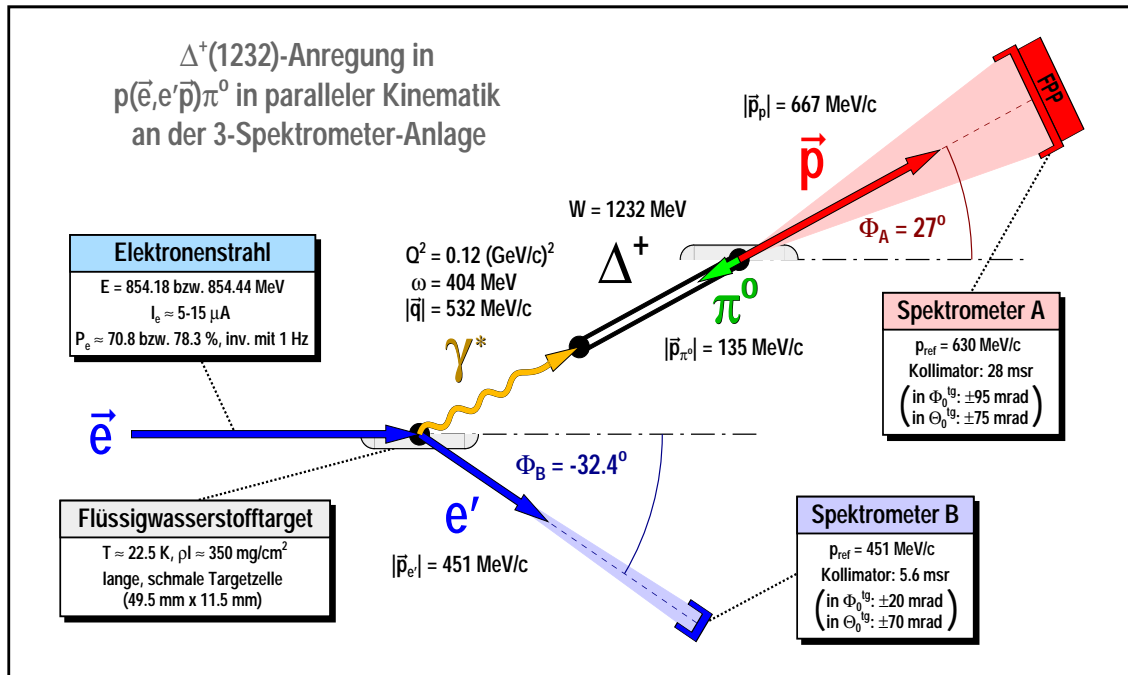 Δ⁺(1232)-Anregung in
p(e⃗,e′p⃗)π⁰ in paralleler Kinematik
an der 3-Spektrometer-Anlage
FPP
|p⃗ₚ| = 667 MeV/c
p⃗
Φ_A = 27°
W = 1232 MeV
Δ⁺
Q² = 0.12 (GeV/c)²
ω = 404 MeV
|q⃗| = 532 MeV/c
π⁰
|p⃗_π⁰| = 135 MeV/c
γ*
Elektronenstrahl
E = 854.18 bzw. 854.44 MeV
Iₑ ≈ 5-15 μA
Pₑ ≈ 70.8 bzw. 78.3 %, inv. mit 1 Hz
Spektrometer A
p_ref = 630 MeV/c
Kollimator: 28 msr
(in Φ₀^tg: ±95 mrad
in Θ₀^tg: ±75 mrad)
e⃗
Φ_B = -32.4°
e′
|p⃗_e′| = 451 MeV/c
Flüssigwasserstofftarget
T ≈ 22.5 K, ρl ≈ 350 mg/cm²
lange, schmale Targetzelle
(49.5 mm x 11.5 mm)
Spektrometer B
p_ref = 451 MeV/c
Kollimator: 5.6 msr
(in Φ₀^tg: ±20 mrad
in Θ₀^tg: ±70 mrad)